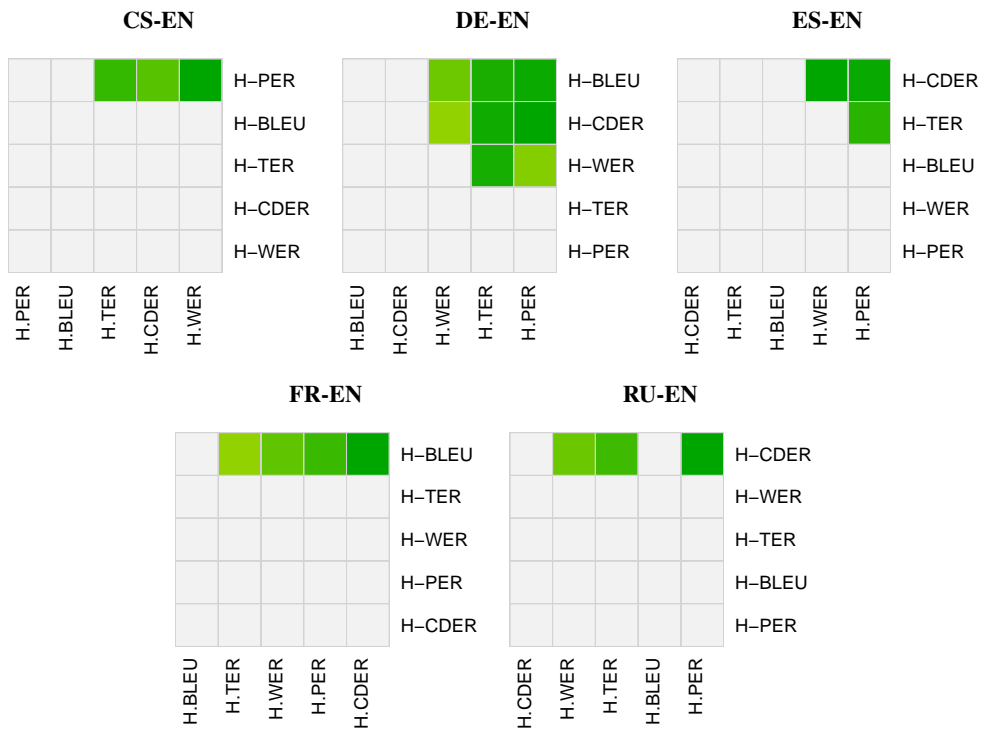 CS-EN
H−PER
H−BLEU
H−TER
H−CDER
H−WER
H.PER
H.BLEU
H.TER
H.CDER
H.WER
DE-EN
H−BLEU
H−CDER
H−WER
H−TER
H−PER
H.BLEU
H.CDER
H.WER
H.TER
H.PER
ES-EN
H−CDER
H−TER
H−BLEU
H−WER
H−PER
H.CDER
H.TER
H.BLEU
H.WER
H.PER
FR-EN
H−BLEU
H−TER
H−WER
H−PER
H−CDER
H.BLEU
H.TER
H.WER
H.PER
H.CDER
RU-EN
H−CDER
H−WER
H−TER
H−BLEU
H−PER
H.CDER
H.WER
H.TER
H.BLEU
H.PER